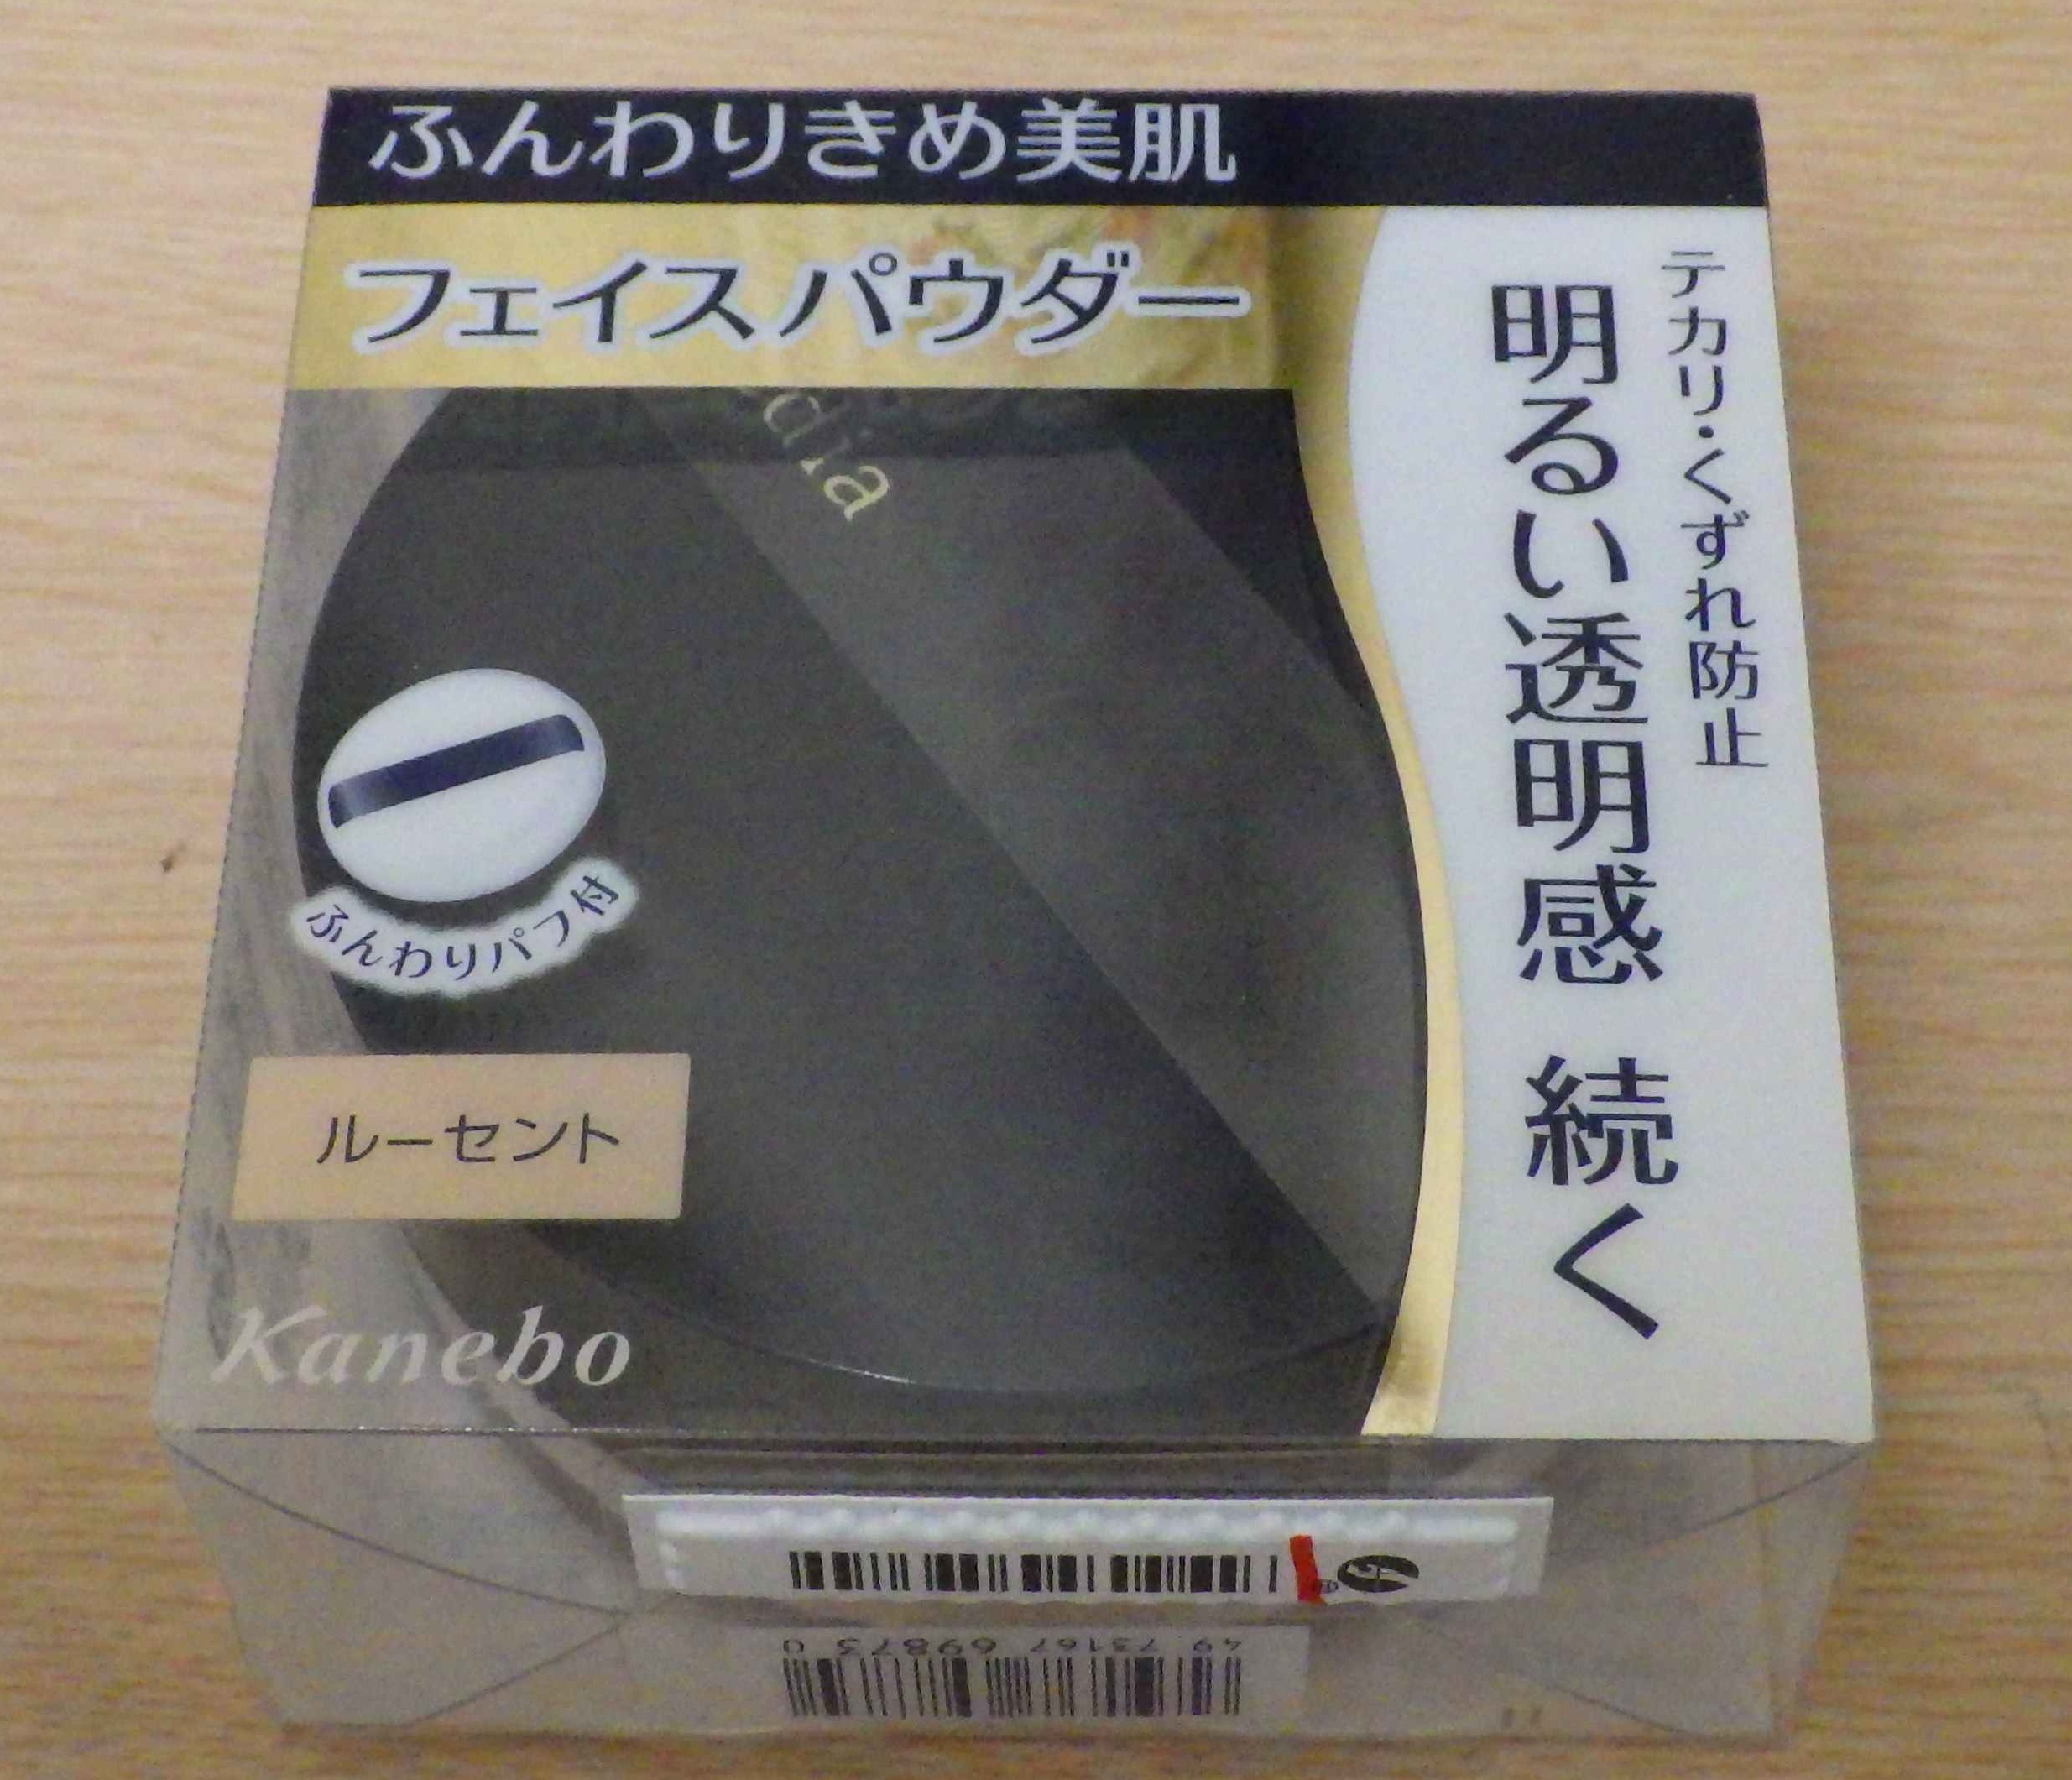 ふんわりきめ美肌
フェイスパウダー
テカリ・くずれ防止
明るい透明感 続く
dia
ふんわりパフ付
ルーセント
Kanebo
49 73167 69873 0